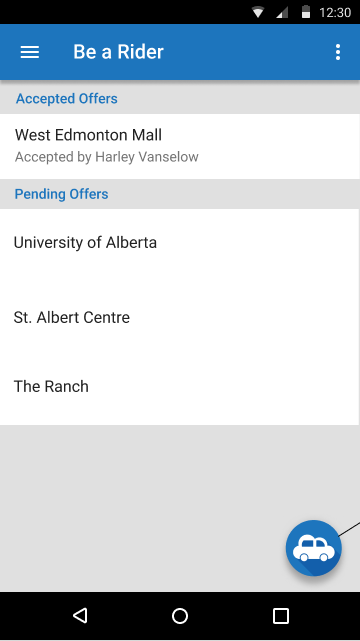 12:30
Be a Rider
Accepted Offers
West Edmonton Mall
Accepted by Harley Vanselow
Pending Offers
University of Alberta
St. Albert Centre
The Ranch